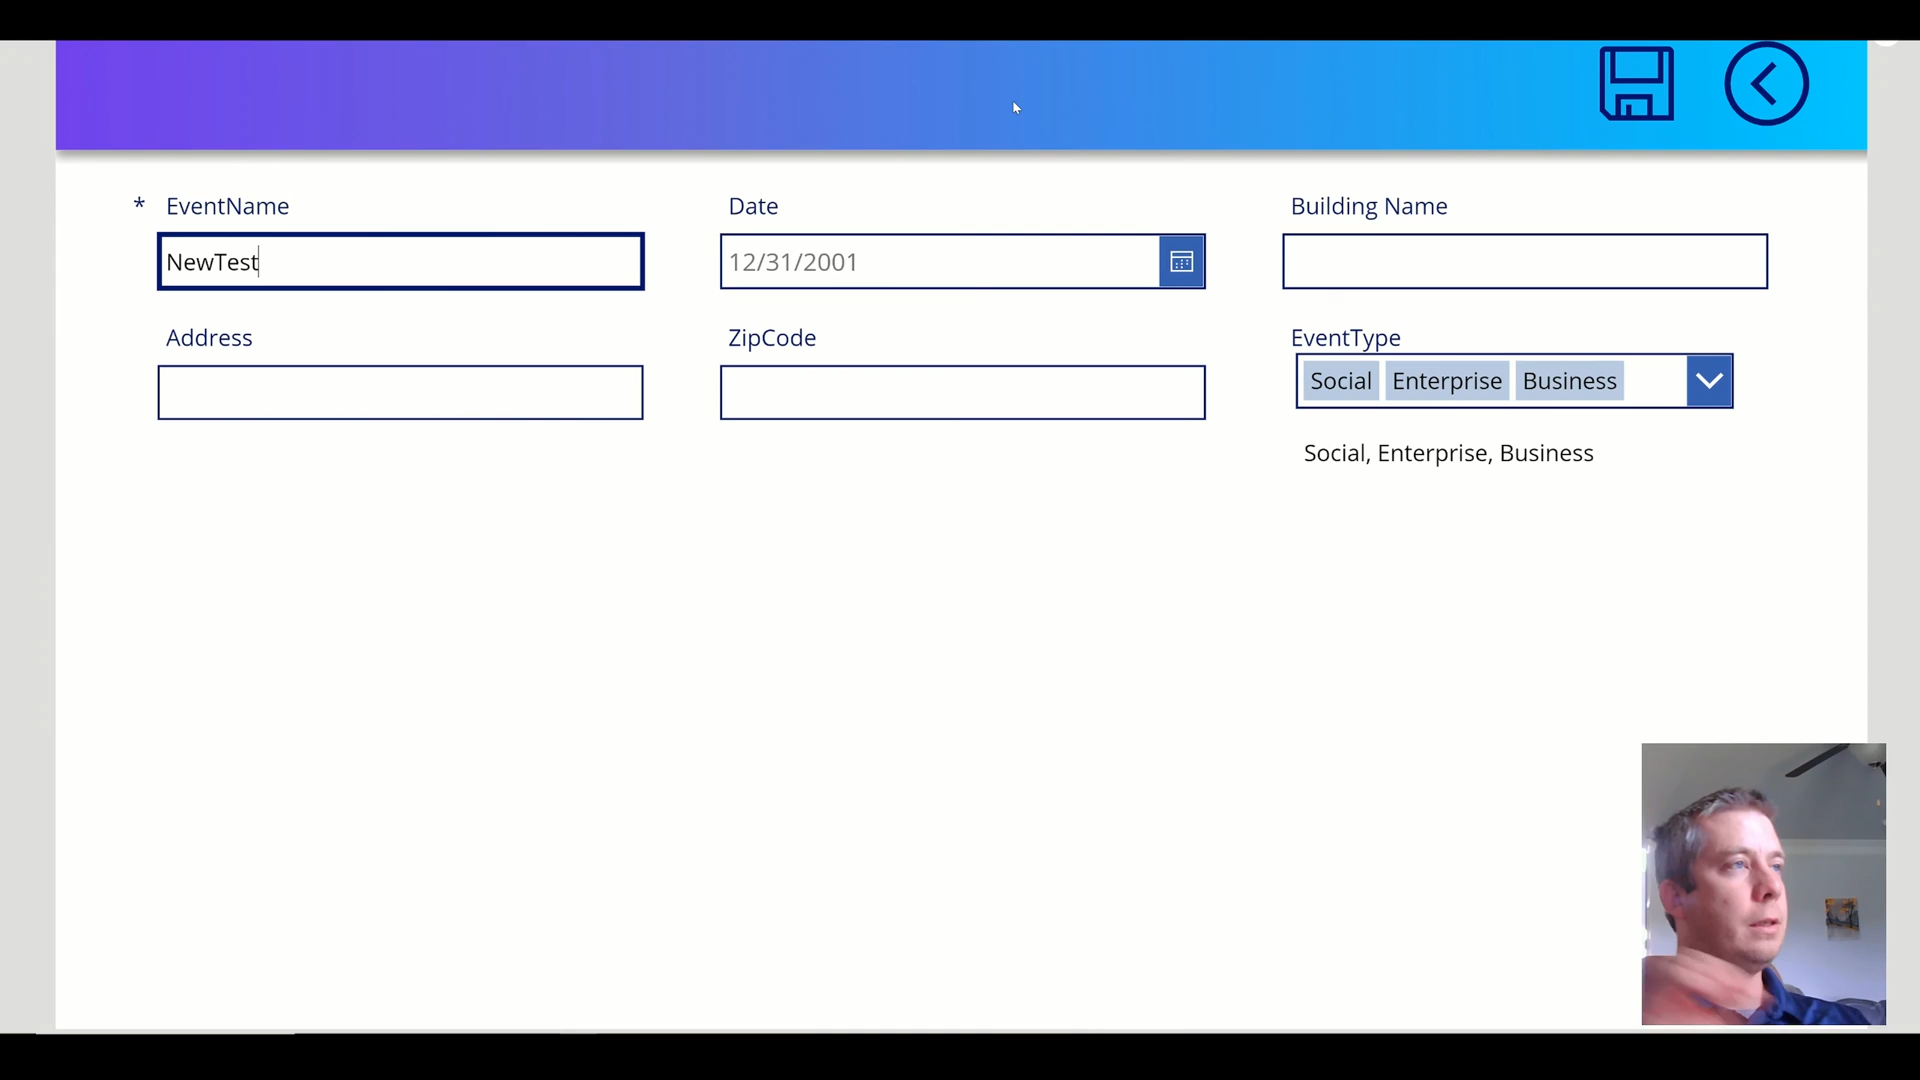 * EventName Date Building Name
NewTest 12/31/2001
Address ZipCode EventType
Social Enterprise Business
Social, Enterprise, Business